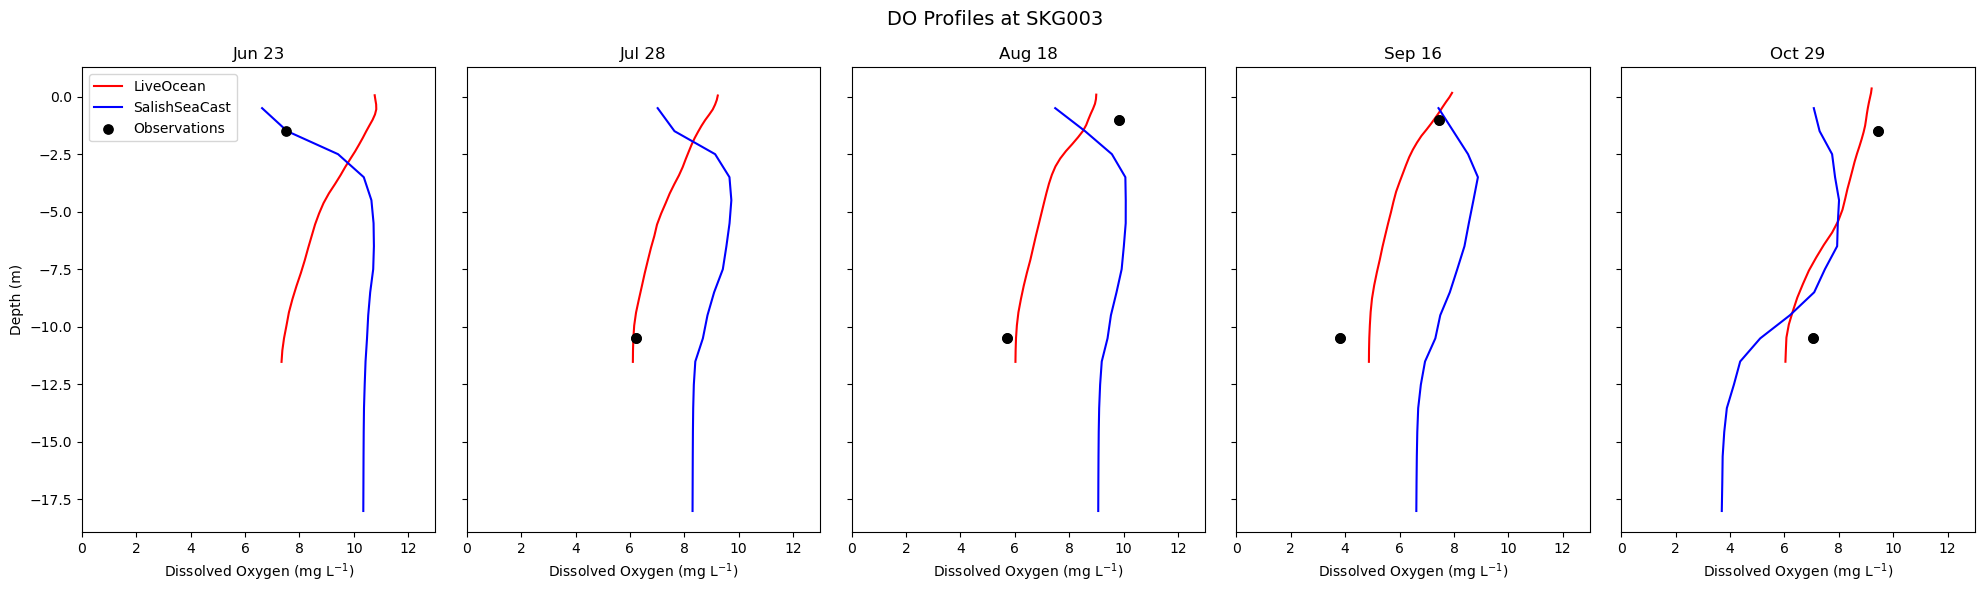 DO Profiles at SKG003
Jun 23
Jul 28
Aug 18
Sep 16
Oct 29
LiveOcean
SalishSeaCast
Observations
0.0
−2.5
−5.0
−7.5
−10.0
−12.5
−15.0
−17.5
Depth (m)
0 2 4 6 8 10 12
0 2 4 6 8 10 12
0 2 4 6 8 10 12
0 2 4 6 8 10 12
0 2 4 6 8 10 12
Dissolved Oxygen (mg L⁻¹)
Dissolved Oxygen (mg L⁻¹)
Dissolved Oxygen (mg L⁻¹)
Dissolved Oxygen (mg L⁻¹)
Dissolved Oxygen (mg L⁻¹)